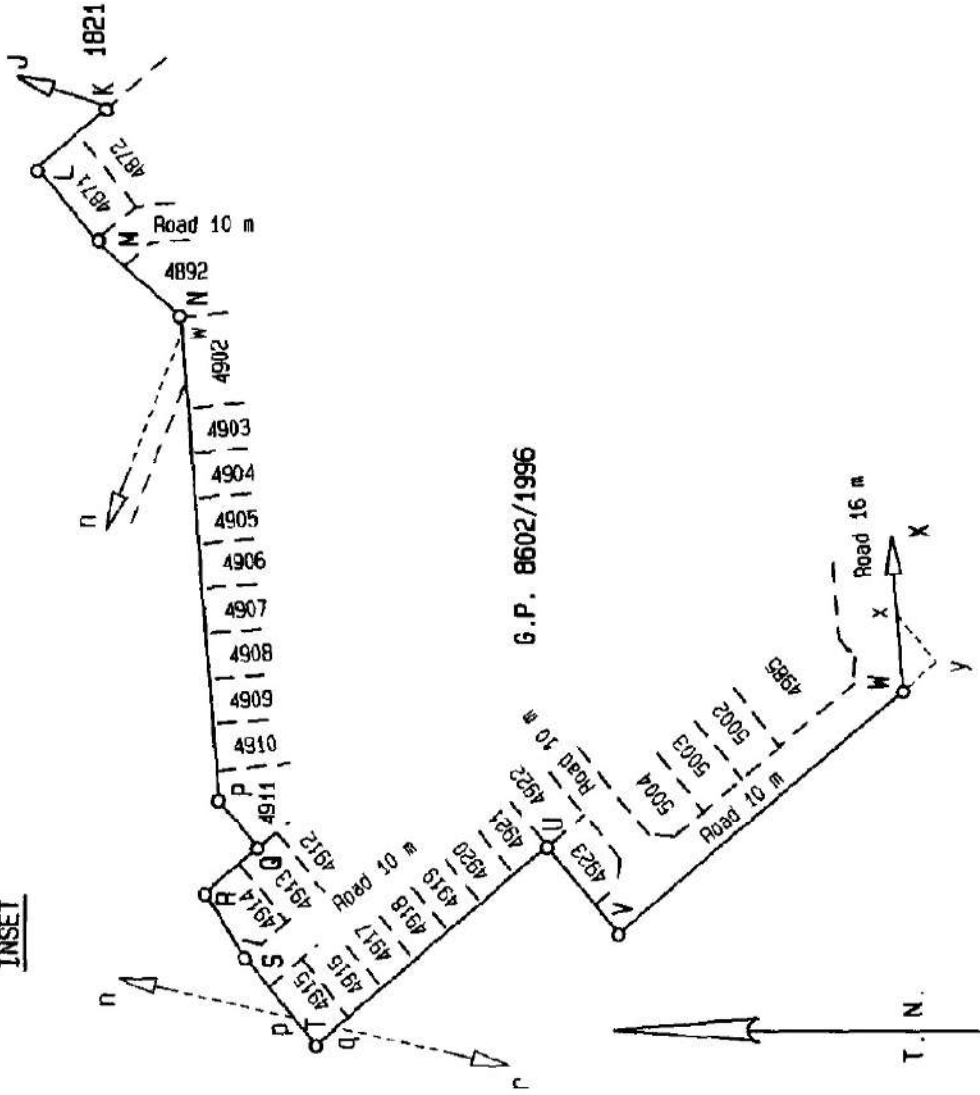 INSET
J
K
1821
L
4871
4872
M
Road 10 m
4892
N
w
n
4902
4903
4904
4905
4906
4907
4908
4909
4910
P
4911
Q
4912
R
4913
4914
S
4915
Road 10 m
n
p
T
q
r
4916
4917
4918
4919
4920
4921
4922
U
Road 10 m
4923
V
G.P. 8602/1996
5004
5003
5002
4985
Road 10 m
Road 16 m
W
x
X
y
T. N.